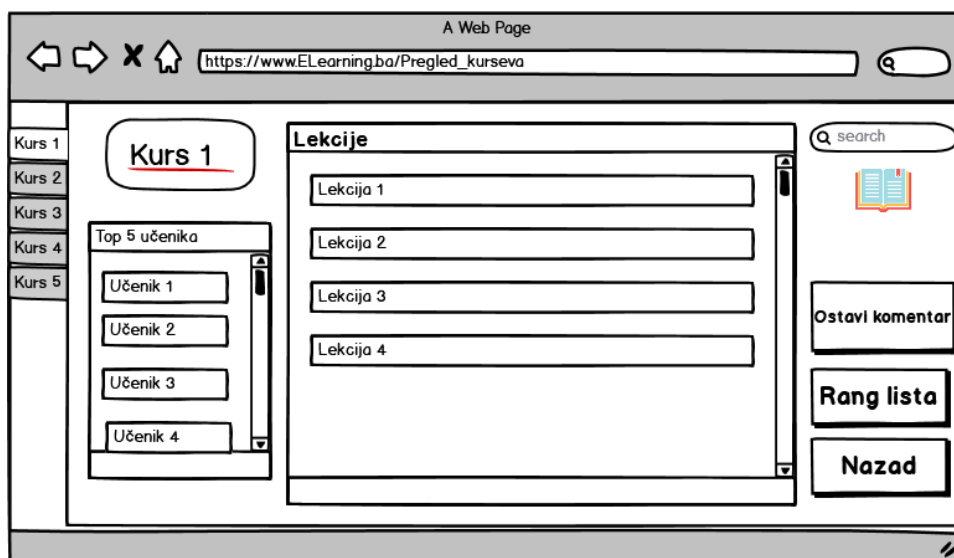 A Web Page
https://www.ELearning.ba/Pregled_kurseva
Kurs 1
Kurs 2
Kurs 3
Kurs 4
Kurs 5
Kurs 1
Top 5 učenika
Učenik 1
Učenik 2
Učenik 3
Učenik 4
Lekcije
Lekcija 1
Lekcija 2
Lekcija 3
Lekcija 4
search
Ostavi komentar
Rang lista
Nazad